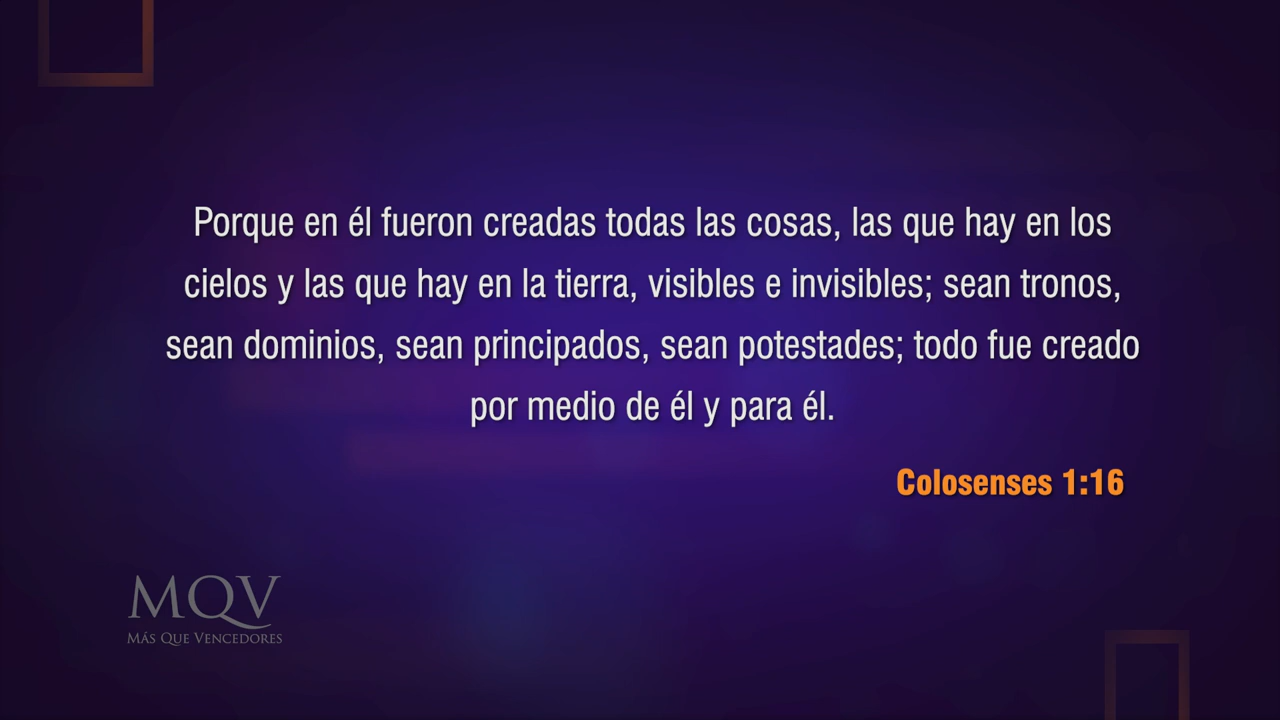 Porque en él fueron creadas todas las cosas, las que hay en los
cielos y las que hay en la tierra, visibles e invisibles; sean tronos,
sean dominios, sean principados, sean potestades; todo fue creado
por medio de él y para él.
Colosenses 1:16
MQV
MÁS QUE VENCEDORES